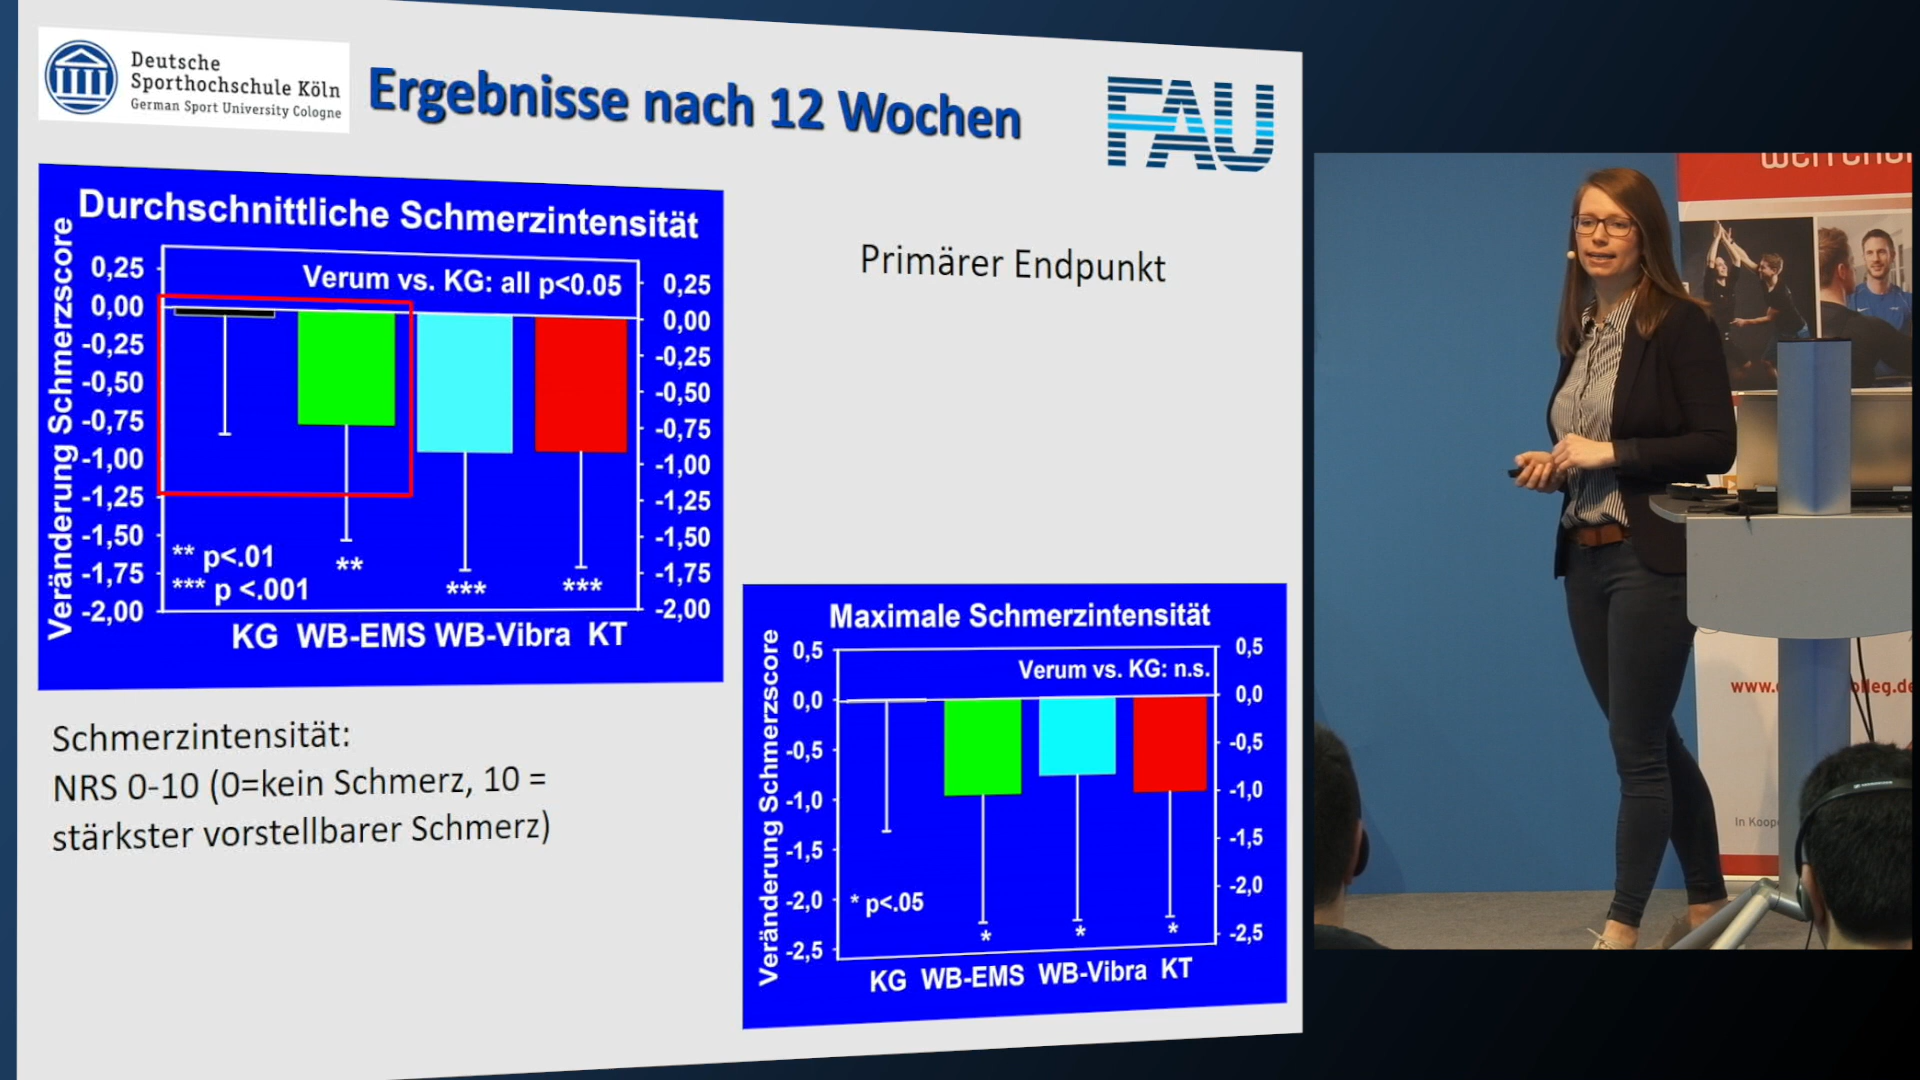 Deutsche
Sporthochschule Köln
German Sport University Cologne
Ergebnisse nach 12 Wochen
FAU
Durchschnittliche Schmerzintensität
Veränderung Schmerzscore
Verum vs. KG: all p<0.05
0,25
0,00
-0,25
-0,50
-0,75
-1,00
-1,25
-1,50
-1,75
-2,00
0,25
0,00
-0,25
-0,50
-0,75
-1,00
-1,25
-1,50
-1,75
-2,00
** p<.01
*** p <.001
**
***
***
KG WB-EMS WB-Vibra KT
Primärer Endpunkt
Schmerzintensität:
NRS 0-10 (0=kein Schmerz, 10 =
stärkster vorstellbarer Schmerz)
Maximale Schmerzintensität
Veränderung Schmerzscore
Verum vs. KG: n.s.
0,5
0,0
-0,5
-1,0
-1,5
-2,0
-2,5
0,5
0,0
-0,5
-1,0
-1,5
-2,0
-2,5
* p<.05
*
*
*
KG WB-EMS WB-Vibra KT
www.
lleg.de
In Koop